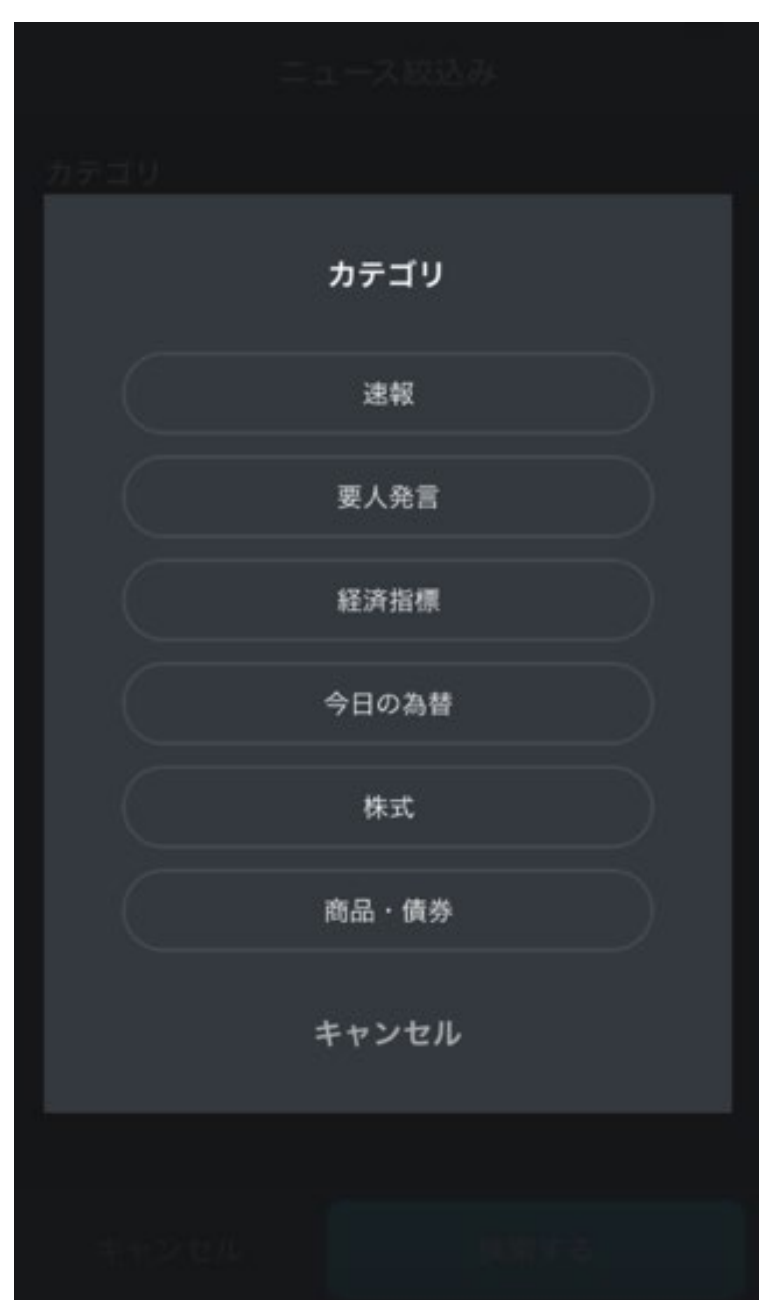 ニュース絞込み
カテゴリ
カテゴリ
速報
要人発言
経済指標
今日の為替
株式
商品・債券
キャンセル
キャンセル